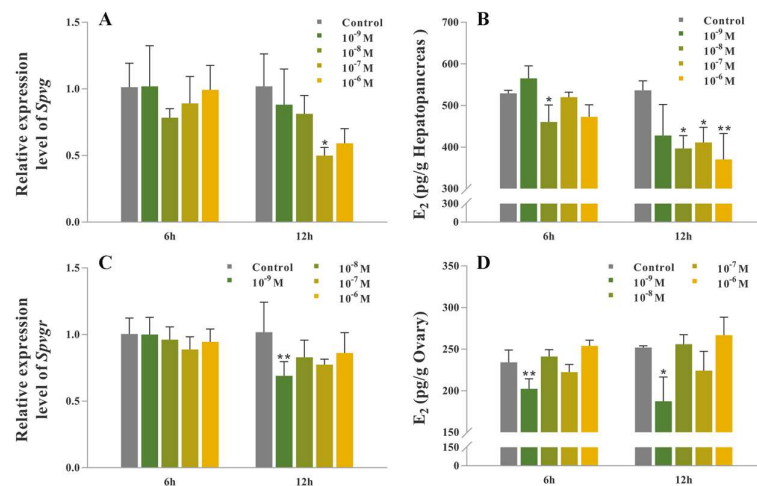 A
Relative expression
level of Spvg
1.5
1.0
0.5
0.0
Control
10⁻⁹ M
10⁻⁸ M
10⁻⁷ M
10⁻⁶ M
*
6h
12h
B
E₂ (pg/g Hepatopancreas )
600
500
400
300
300
0
Control
10⁻⁹ M
10⁻⁸ M
10⁻⁷ M
10⁻⁶ M
*
* * **
6h
12h
C
Relative expression
level of Spvgr
1.5
1.0
0.5
0.0
Control
10⁻⁹ M
10⁻⁸ M
10⁻⁷ M
10⁻⁶ M
**
6h
12h
D
E₂ (pg/g Ovary)
350
300
250
200
150
150
0
Control
10⁻⁹ M
10⁻⁸ M
10⁻⁷ M
10⁻⁶ M
**
*
6h
12h